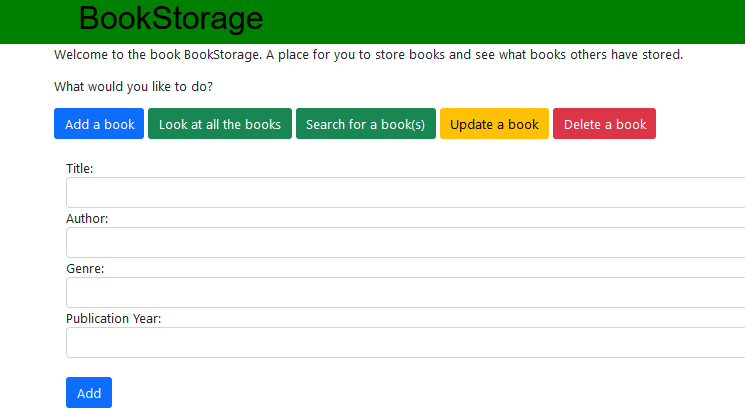 BookStorage
Welcome to the book BookStorage. A place for you to store books and see what books others have stored.
What would you like to do?
Add a book Look at all the books Search for a book(s) Update a book Delete a book
Title:
Author:
Genre:
Publication Year:
Add